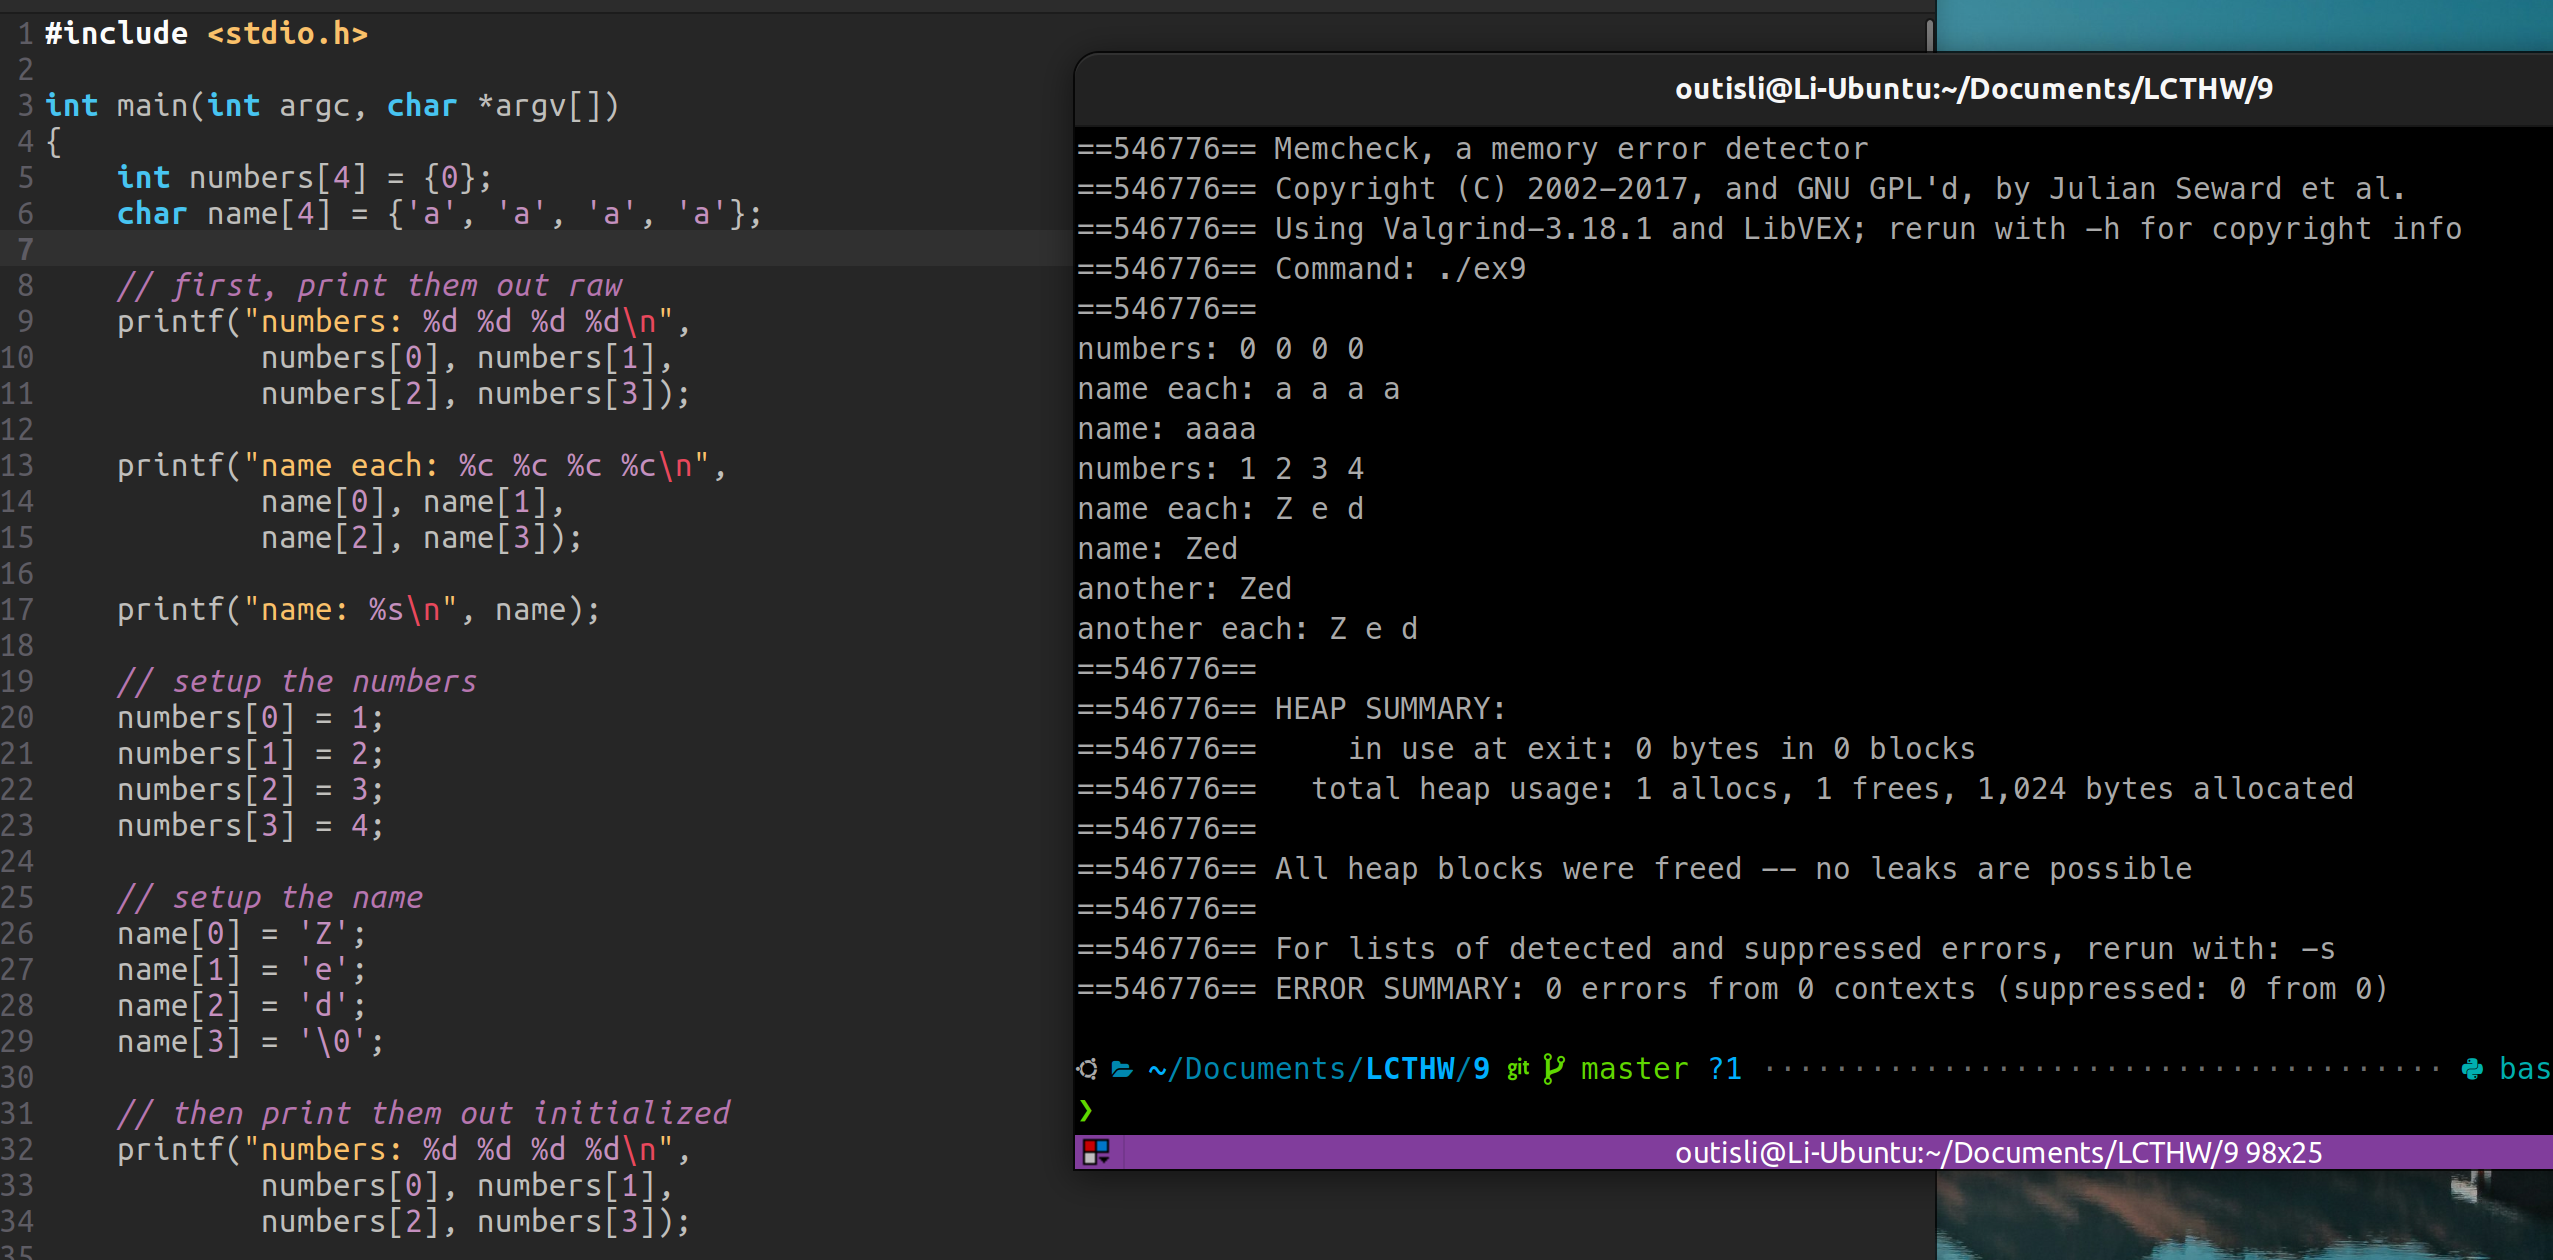 1 #include <stdio.h>
2
3 int main(int argc, char *argv[])
4 {
5     int numbers[4] = {0};
6     char name[4] = {'a', 'a', 'a', 'a'};
7
8     // first, print them out raw
9     printf("numbers: %d %d %d %d\n",
10             numbers[0], numbers[1],
11             numbers[2], numbers[3]);
12
13     printf("name each: %c %c %c %c\n",
14             name[0], name[1],
15             name[2], name[3]);
16
17     printf("name: %s\n", name);
18
19     // setup the numbers
20     numbers[0] = 1;
21     numbers[1] = 2;
22     numbers[2] = 3;
23     numbers[3] = 4;
24
25     // setup the name
26     name[0] = 'Z';
27     name[1] = 'e';
28     name[2] = 'd';
29     name[3] = '\0';
30
31     // then print them out initialized
32     printf("numbers: %d %d %d %d\n",
33             numbers[0], numbers[1],
34             numbers[2], numbers[3]);
35
outisli@Li-Ubuntu:~/Documents/LCTHW/9
==546776== Memcheck, a memory error detector
==546776== Copyright (C) 2002-2017, and GNU GPL'd, by Julian Seward et al.
==546776== Using Valgrind-3.18.1 and LibVEX; rerun with -h for copyright info
==546776== Command: ./ex9
==546776==
numbers: 0 0 0 0
name each: a a a a
name: aaaa
numbers: 1 2 3 4
name each: Z e d
name: Zed
another: Zed
another each: Z e d
==546776==
==546776== HEAP SUMMARY:
==546776==     in use at exit: 0 bytes in 0 blocks
==546776==   total heap usage: 1 allocs, 1 frees, 1,024 bytes allocated
==546776==
==546776== All heap blocks were freed -- no leaks are possible
==546776==
==546776== For lists of detected and suppressed errors, rerun with: -s
==546776== ERROR SUMMARY: 0 errors from 0 contexts (suppressed: 0 from 0)
~/Documents/LCTHW/9 git master ?1 ······································ bas
❯
outisli@Li-Ubuntu:~/Documents/LCTHW/9 98x25